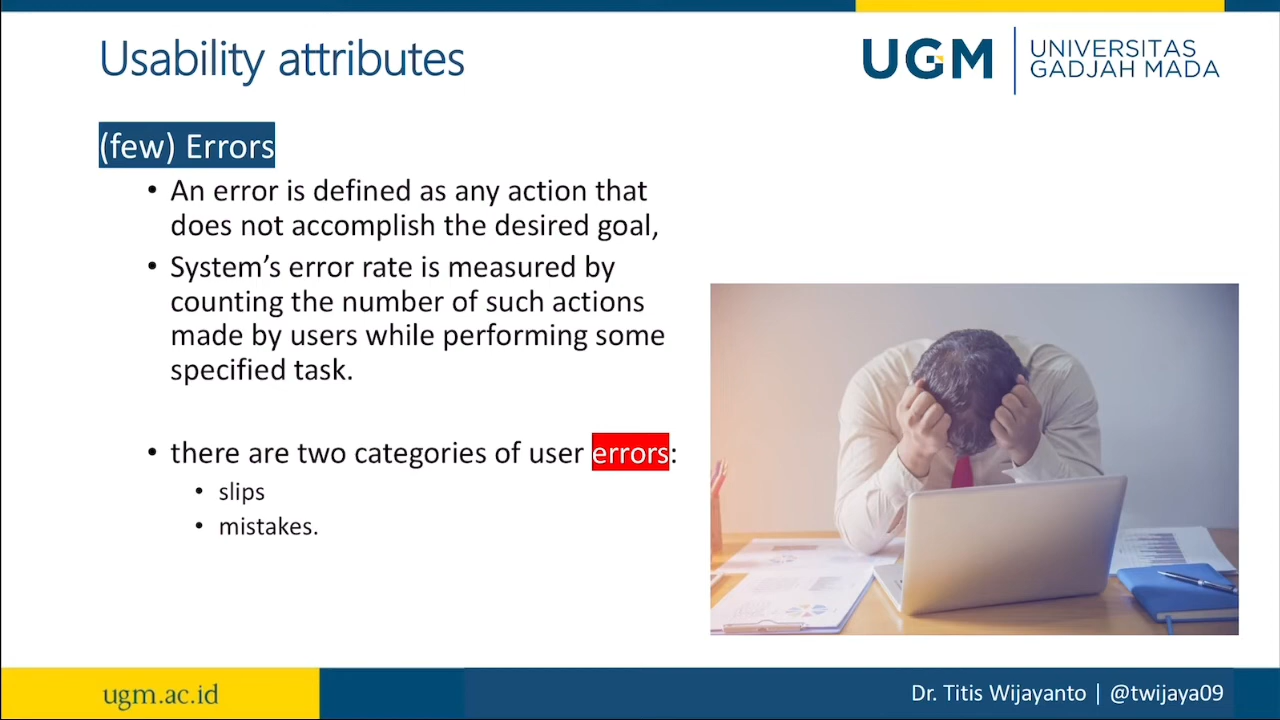 Usability attributes
UGM
UNIVERSITAS
GADJAH MADA
(few) Errors
• An error is defined as any action that
does not accomplish the desired goal,
• System’s error rate is measured by
counting the number of such actions
made by users while performing some
specified task.
• there are two categories of user errors:
• slips
• mistakes.
ugm.ac.id
Dr. Titis Wijayanto | @twijaya09